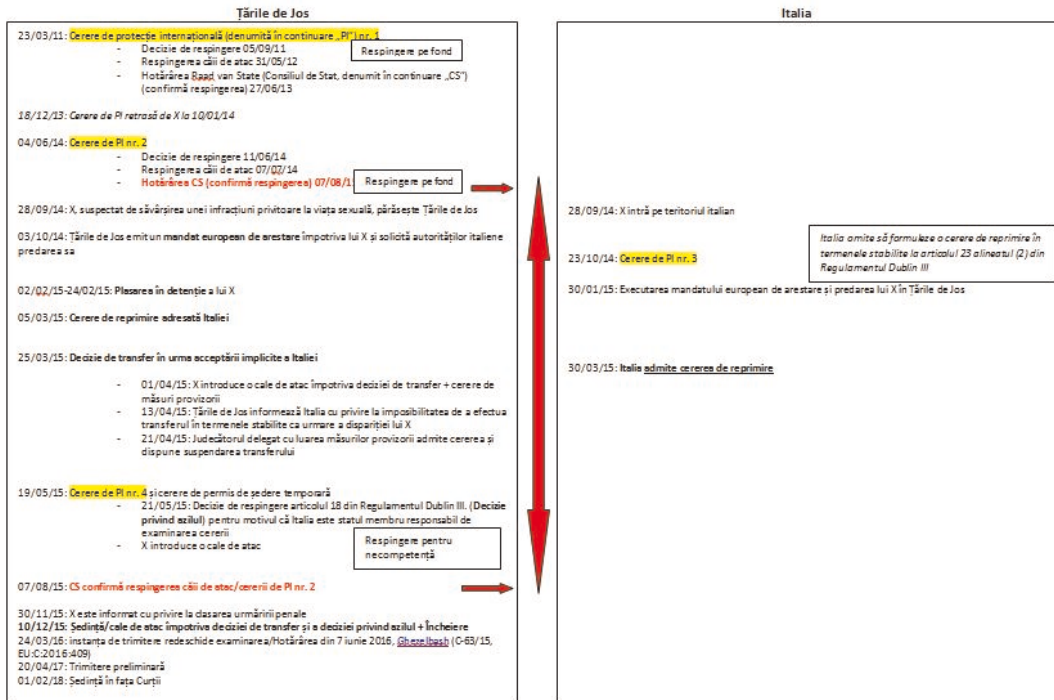 Țările de Jos
23/03/11: Cerere de protecție internațională (denumită în continuare „PI”) nr. 1
- Decizie de respingere 05/09/11
- Respingerea căii de atac 31/05/12
- Hotărârea Raad van State (Consiliul de Stat, denumit în continuare „CS”)
(confirmă respingerea) 27/06/13
Respingere pe fond
18/12/13: Cerere de PI retrasă de X la 10/01/14
04/06/14: Cerere de PI nr. 2
- Decizie de respingere 11/06/14
- Respingerea căii de atac 07/07/14
- Hotărârea CS (confirmă respingerea) 07/08/15
Respingere pe fond
28/09/14: X, suspectat de săvârșirea unei infracțiuni privitoare la viața sexuală, părăsește Țările de Jos
03/10/14: Țările de Jos emit un mandat european de arestare împotriva lui X și solicită autorităților italiene
predarea sa
02/02/15-24/02/15: Plasarea în detenție a lui X
05/03/15: Cerere de reprimire adresată Italiei
25/03/15: Decizie de transfer în urma acceptării implicite a Italiei
- 01/04/15: X introduce o cale de atac împotriva deciziei de transfer + cerere de
măsuri provizorii
- 13/04/15: Țările de Jos informează Italia cu privire la imposibilitatea de a efectua
transferul în termenele stabilite ca urmare a dispariției lui X
- 21/04/15: Judecătorul delegat cu luarea măsurilor provizorii admite cererea și
dispune suspendarea transferului
19/05/15: Cerere de PI nr. 4 și cerere de permis de ședere temporară
- 21/05/15: Decizie de respingere articolul 18 din Regulamentul Dublin III. (Decizie
privind azilul) pentru motivul că Italia este statul membru responsabil de
examinarea cererii
- X introduce o cale de atac
Respingere pentru
necompetență
07/08/15: CS confirmă respingerea căii de atac/cererii de PI nr. 2
30/11/15: X este informat cu privire la clasarea urmăririi penale
10/12/15: Ședință/cale de atac împotriva deciziei de transfer și a deciziei privind azilul + Încheiere
24/03/16: instanța de trimitere redeschide examinarea/Hotărârea din 7 iunie 2016, Ghezelbash (C-63/15,
EU:C:2016:409)
20/04/17: Trimitere preliminară
01/02/18: Ședință în fața Curții
Italia
28/09/14: X intră pe teritoriul italian
23/10/14: Cerere de PI nr. 3
Italia omite să formuleze o cerere de reprimire în
termenele stabilite la articolul 23 alineatul (2) din
Regulamentul Dublin III
30/01/15: Executarea mandatului european de arestare și predarea lui X în Țările de Jos
30/03/15: Italia admite cererea de reprimire